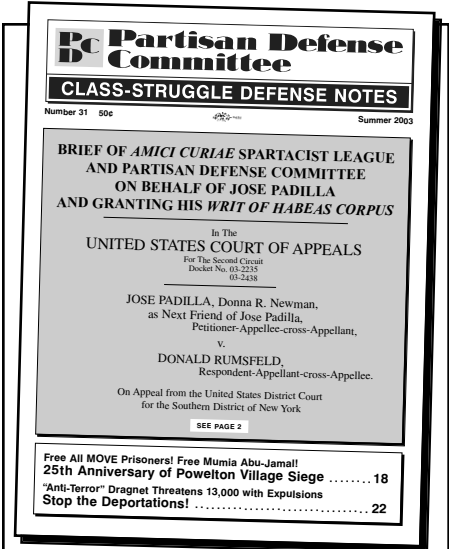 PDC
Partisan Defense
Committee
CLASS-STRUGGLE DEFENSE NOTES
Number 31 50¢
Summer 2003
BRIEF OF AMICI CURIAE SPARTACIST LEAGUE
AND PARTISAN DEFENSE COMMITTEE
ON BEHALF OF JOSE PADILLA
AND GRANTING HIS WRIT OF HABEAS CORPUS
In The
UNITED STATES COURT OF APPEALS
For The Second Circuit
Docket No. 03-2235
03-2438
JOSE PADILLA, Donna R. Newman,
as Next Friend of Jose Padilla,
Petitioner-Appellee-cross-Appellant,
v.
DONALD RUMSFELD,
Respondent-Appellant-cross-Appellee.
On Appeal from the United States District Court
for the Southern District of New York
SEE PAGE 2
Free All MOVE Prisoners! Free Mumia Abu-Jamal!
25th Anniversary of Powelton Village Siege ........ 18
“Anti-Terror” Dragnet Threatens 13,000 with Expulsions
Stop the Deportations! ................................ 22